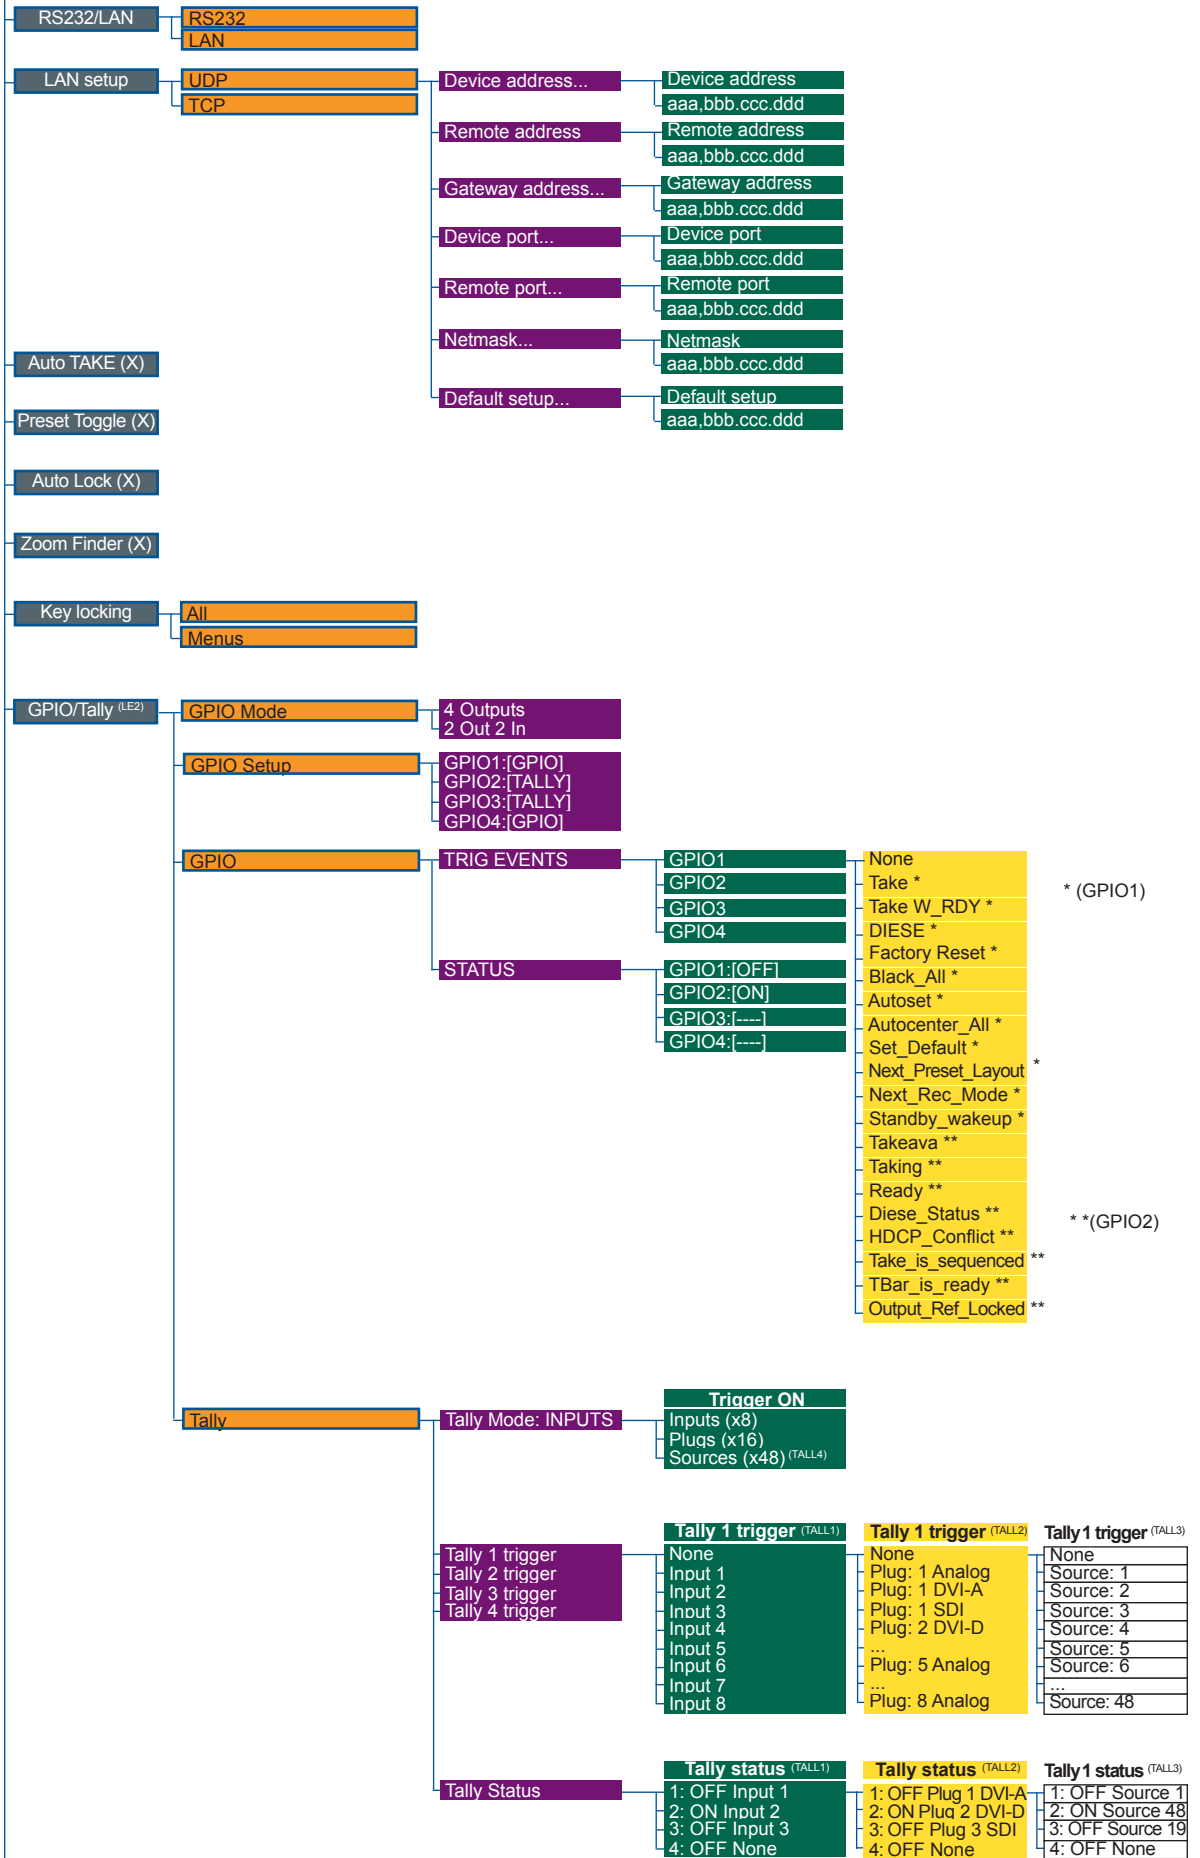 RS232/LAN
RS232
LAN
LAN setup
UDP
TCP
Device address...
Device address
aaa,bbb.ccc.ddd
Remote address
Remote address
aaa,bbb.ccc.ddd
Gateway address...
Gateway address
aaa,bbb.ccc.ddd
Device port...
Device port
aaa,bbb.ccc.ddd
Remote port...
Remote port
aaa,bbb.ccc.ddd
Netmask...
Netmask
aaa,bbb.ccc.ddd
Default setup...
Default setup
aaa,bbb.ccc.ddd
Auto TAKE (X)
Preset Toggle (X)
Auto Lock (X)
Zoom Finder (X)
Key locking
All
Menus
GPIO/Tally (LE2)
GPIO Mode
4 Outputs
2 Out 2 In
GPIO Setup
GPIO1:[GPIO]
GPIO2:[TALLY]
GPIO3:[TALLY]
GPIO4:[GPIO]
GPIO
TRIG EVENTS
GPIO1
GPIO2
GPIO3
GPIO4
STATUS
GPIO1:[OFF]
GPIO2:[ON]
GPIO3:[----]
GPIO4:[----]
None
Take *
Take W_RDY *
DIESE *
Factory Reset *
Black_All *
Autoset *
Autocenter_All *
Set_Default *
Next_Preset_Layout *
Next_Rec_Mode *
Standby_wakeup *
Takeava **
Taking **
Ready **
Diese_Status **
HDCP_Conflict **
Take_is_sequenced **
TBar_is_ready **
Output_Ref_Locked **
* (GPIO1)
* *(GPIO2)
Tally
Tally Mode: INPUTS
Trigger ON
Inputs (x8)
Plugs (x16)
Sources (x48) (TALL4)
Tally 1 trigger
Tally 2 trigger
Tally 3 trigger
Tally 4 trigger
Tally 1 trigger (TALL1)
None
Input 1
Input 2
Input 3
Input 4
Input 5
Input 6
Input 7
Input 8
Tally 1 trigger (TALL2)
None
Plug: 1 Analog
Plug: 1 DVI-A
Plug: 1 SDI
Plug: 2 DVI-D
...
Plug: 5 Analog
...
Plug: 8 Analog
Tally 1 trigger (TALL3)
None
Source: 1
Source: 2
Source: 3
Source: 4
Source: 5
Source: 6
...
Source: 48
Tally Status
Tally status (TALL1)
1: OFF Input 1
2: ON Input 2
3: OFF Input 3
4: OFF None
Tally status (TALL2)
1: OFF Plug 1 DVI-A
2: ON Plug 2 DVI-D
3: OFF Plug 3 SDI
4: OFF None
Tally 1 status (TALL3)
1: OFF Source 1
2: ON Source 48
3: OFF Source 19
4: OFF None